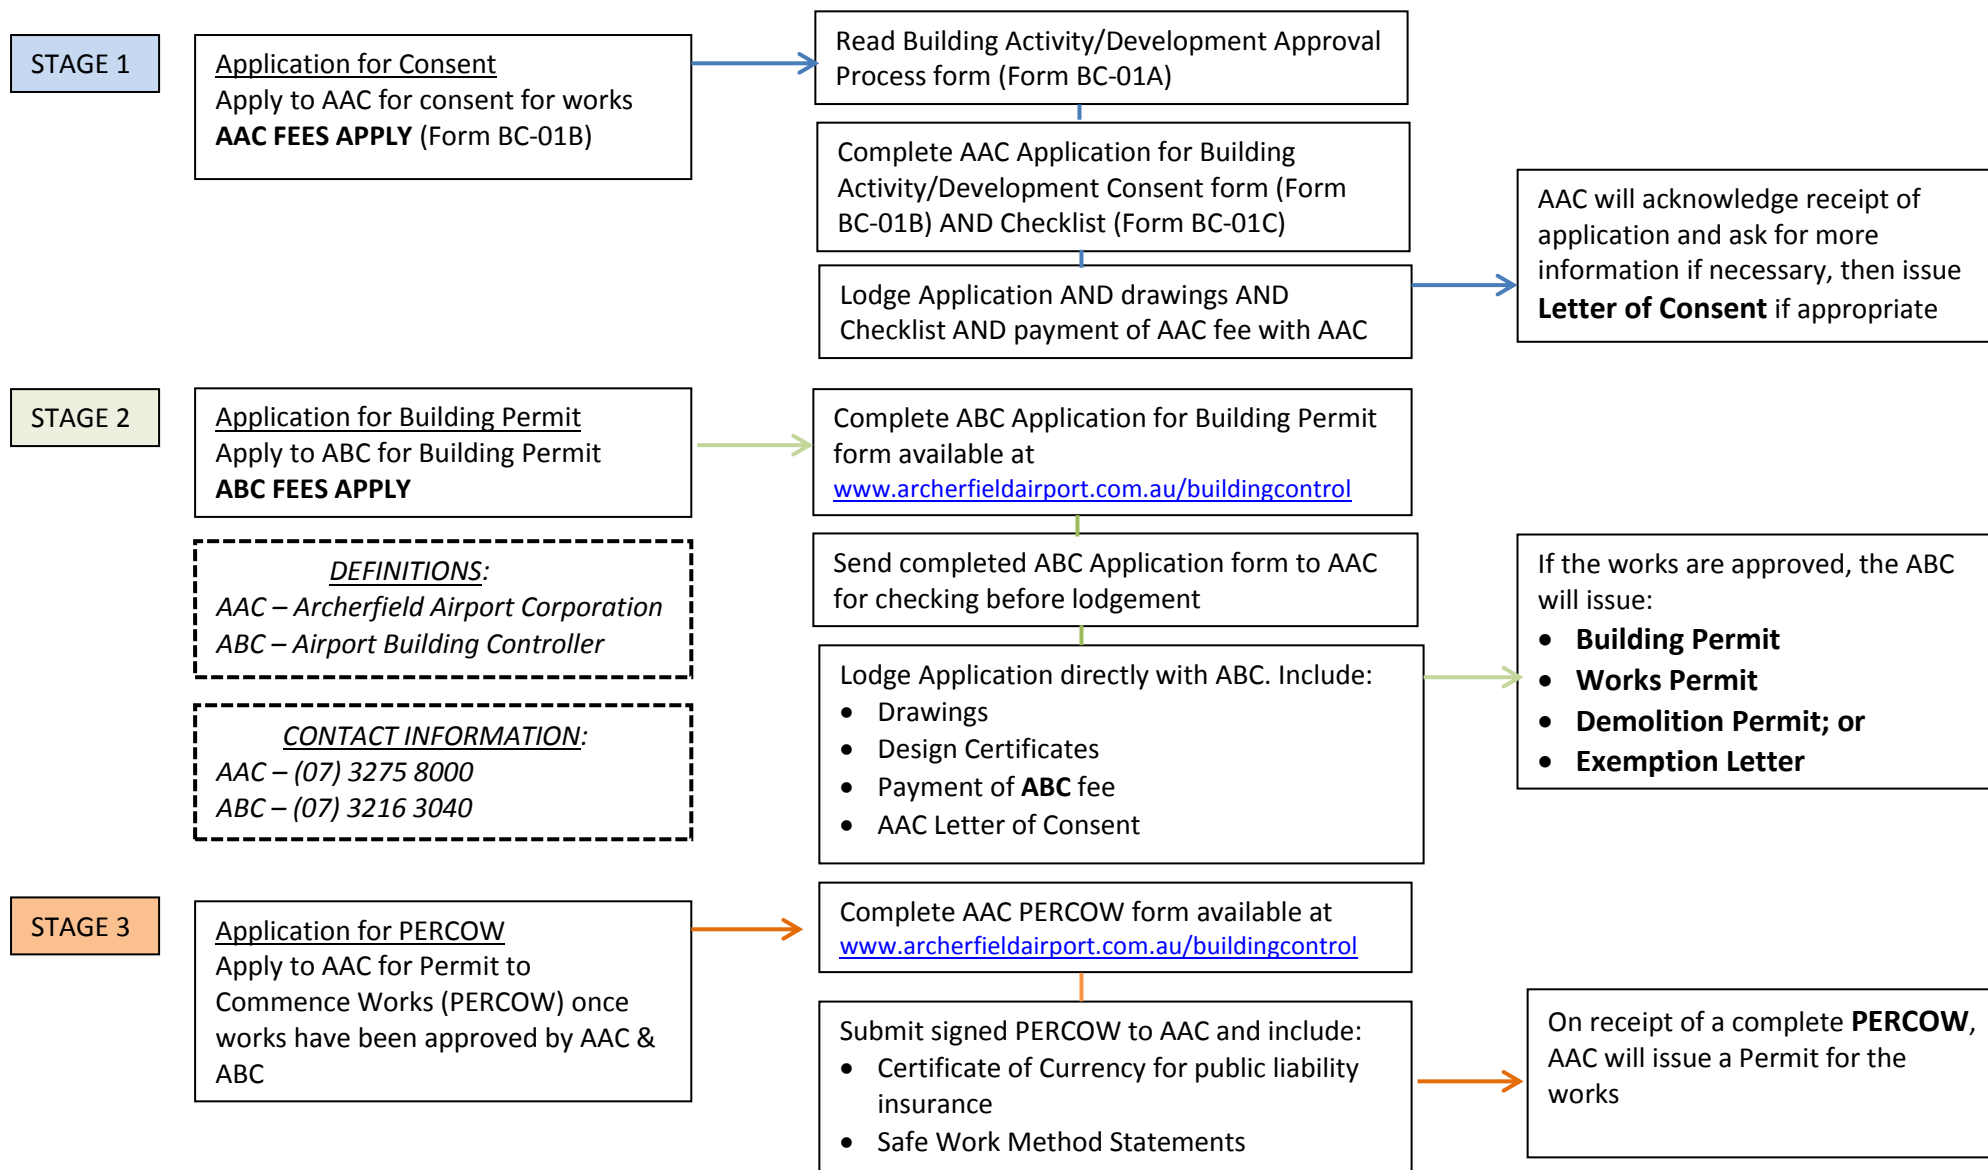 STAGE 1
Application for Consent
Apply to AAC for consent for works
AAC FEES APPLY (Form BC-01B)
Read Building Activity/Development Approval
Process form (Form BC-01A)
Complete AAC Application for Building
Activity/Development Consent form (Form
BC-01B) AND Checklist (Form BC-01C)
Lodge Application AND drawings AND
Checklist AND payment of AAC fee with AAC
AAC will acknowledge receipt of
application and ask for more
information if necessary, then issue
Letter of Consent if appropriate
STAGE 2
Application for Building Permit
Apply to ABC for Building Permit
ABC FEES APPLY
DEFINITIONS:
AAC – Archerfield Airport Corporation
ABC – Airport Building Controller
CONTACT INFORMATION:
AAC – (07) 3275 8000
ABC – (07) 3216 3040
Complete ABC Application for Building Permit
form available at
www.archerfieldairport.com.au/buildingcontrol
Send completed ABC Application form to AAC
for checking before lodgement
Lodge Application directly with ABC. Include:
• Drawings
• Design Certificates
• Payment of ABC fee
• AAC Letter of Consent
If the works are approved, the ABC
will issue:
• Building Permit
• Works Permit
• Demolition Permit; or
• Exemption Letter
STAGE 3
Application for PERCOW
Apply to AAC for Permit to
Commence Works (PERCOW) once
works have been approved by AAC &
ABC
Complete AAC PERCOW form available at
www.archerfieldairport.com.au/buildingcontrol
Submit signed PERCOW to AAC and include:
• Certificate of Currency for public liability
insurance
• Safe Work Method Statements
On receipt of a complete PERCOW,
AAC will issue a Permit for the
works